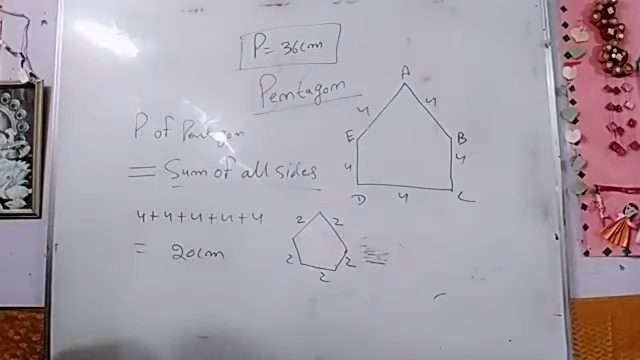 P = 36cm
Pentagon
A
4 4
P of Pentagon
E B
= Sum of all sides
4 4
D 4 C
4+4+4+4+4
2 2
= 20cm
2 2
2